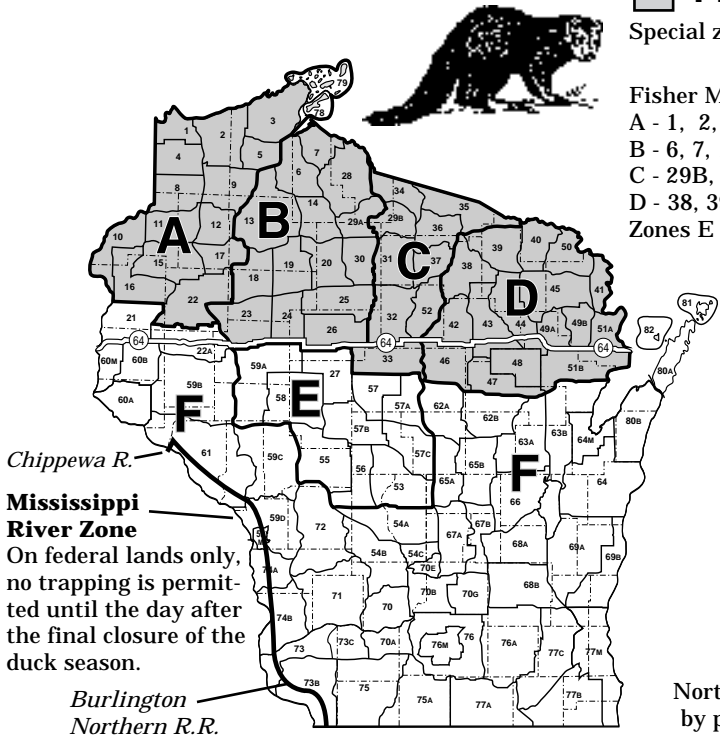 Special z
Fisher M
A - 1, 2,
B - 6, 7,
C - 29B,
D - 38, 3
Zones E
79
78
1
2
3
4
5
6
7
28
8
9
14
34
35
10
11
12
13
29A
29B
36
A
B
C
D
15
17
18
19
20
30
31
37
38
39
40
50
16
22
25
32
52
45
41
21
23
24
26
42
43
44
49A
49B
51A
81
82
64
64
64
22A
33
46
48
47
51B
80A
60M
60B
59A
27
57
60A
59B
58
E
57A
62A
62B
80B
F
57B
63A
63B
64M
Chippewa R.
61
59C
55
56
57C
65B
F
53
65A
66
64
Mississippi
River Zone
On federal lands only,
no trapping is permit-
ted until the day after
the final closure of the
duck season.
59D
72
54A
67A
67B
68A
69A
69B
54B
54C
70E
74A
71
70
70B
70G
68B
74B
73
73C
70A
76M
76
76A
77C
77M
73B
75
75A
77A
77B
Burlington
Northern R.R.
Nort
by p